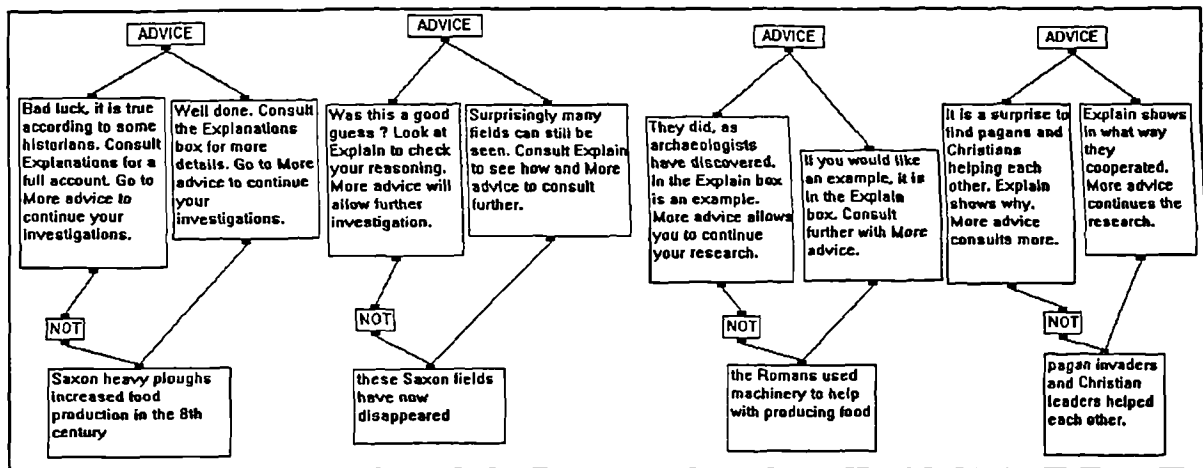 ADVICE
Bad luck, it is true
according to some
historians. Consult
Explanations for a
full account. Go to
More advice to
continue your
investigations.
Well done. Consult
the Explanations
box for more
details. Go to More
advice to continue
your
investigations.
NOT
Saxon heavy ploughs
increased food
production in the 8th
century
ADVICE
Was this a good
guess ? Look at
Explain to check
your reasoning.
More advice will
allow further
investigation.
Surprisingly many
fields can still be
seen. Consult Explain
to see how and More
advice to consult
further.
NOT
these Saxon fields
have now
disappeared
ADVICE
They did, as
archaeologists
have discovered.
In the Explain box
is an example.
More advice allows
you to continue
your research.
If you would like
an example, it is
in the Explain
box. Consult
further with More
advice.
NOT
the Romans used
machinery to help
with producing food
ADVICE
It is a surprise to
find pagans and
Christians
helping each
other. Explain
shows why.
More advice
consults more.
Explain shows
in what way
they
cooperated.
More advice
continues the
research.
NOT
pagan invaders
and Christian
leaders helped
each other.